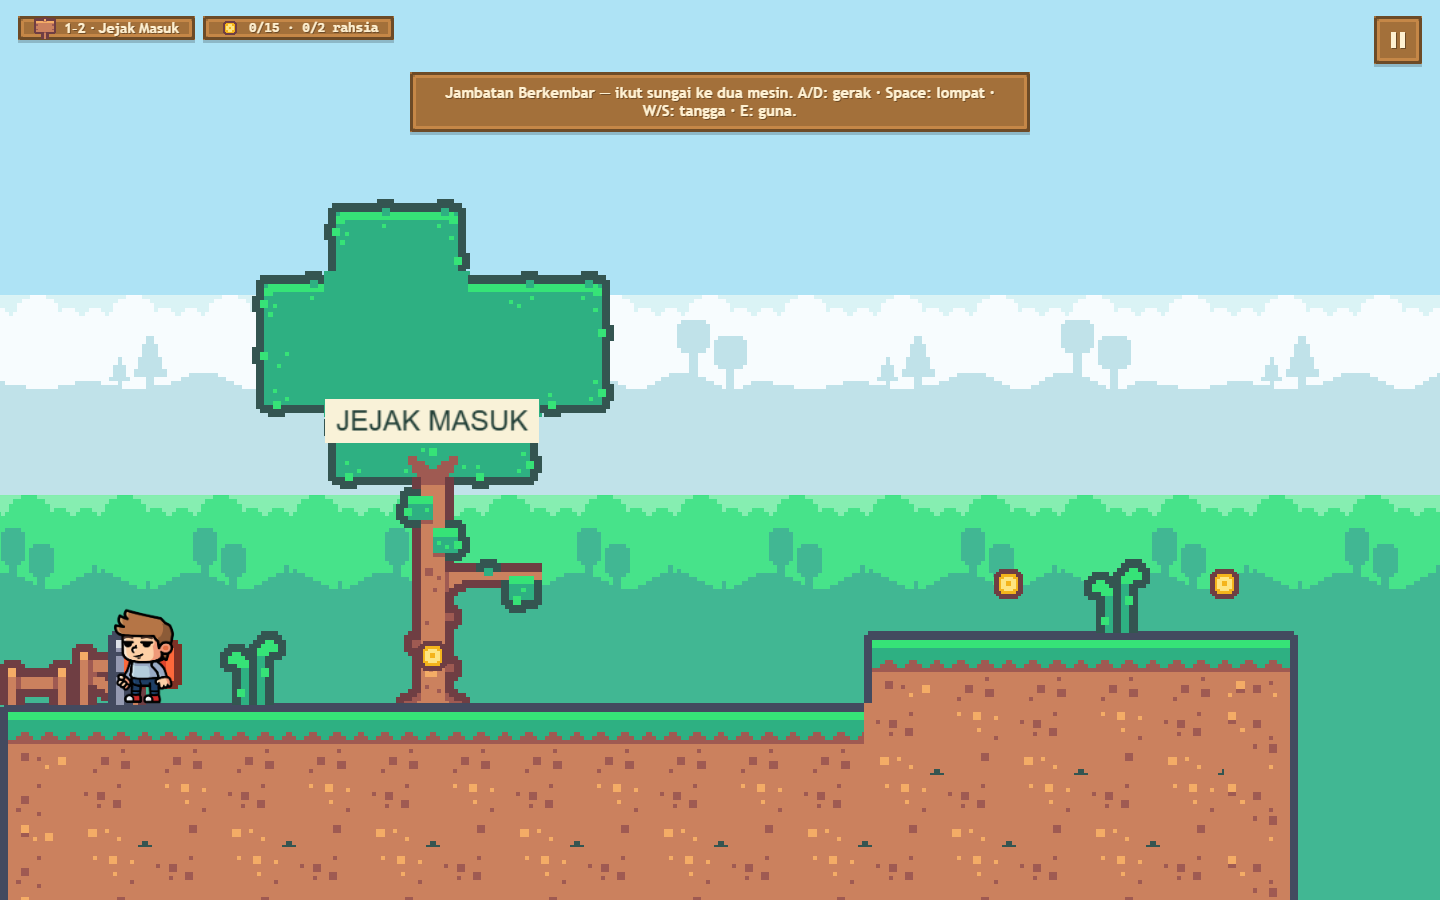 1-2 · Jejak Masuk
0/15 · 0/2 rahsia
Jambatan Berkembar — ikut sungai ke dua mesin. A/D: gerak · Space: lompat ·
W/S: tangga · E: guna.
JEJAK MASUK